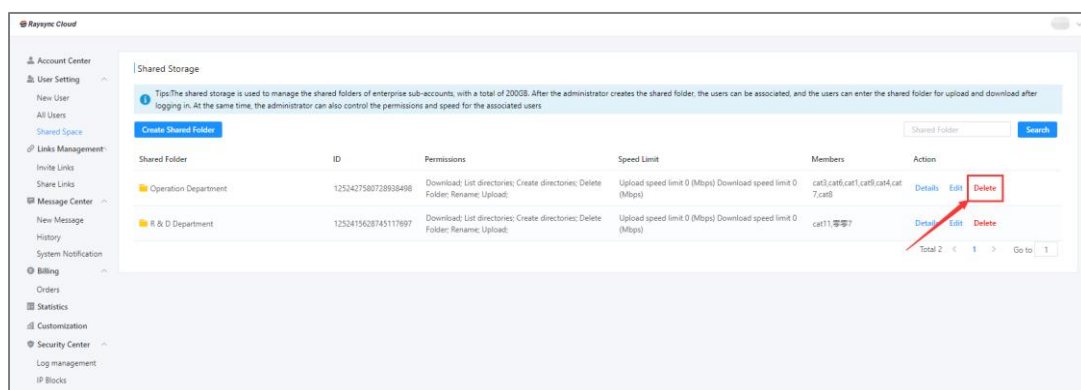 Raysync Cloud
Account Center
User Setting
New User
All Users
Shared Space
Links Management
Invite Links
Share Links
Message Center
New Message
History
System Notification
Billing
Orders
Statistics
Customization
Security Center
Log management
IP Blocks
Shared Storage
Tips:The shared storage is used to manage the shared folders of enterprise sub-accounts, with a total of 200GB. After the administrator creates the shared folder, the users can be associated, and the users can enter the shared folder for upload and download after
logging in. At the same time, the administrator can also control the permissions and speed for the associated users
Create Shared Folder
Shared Folder
Search
Shared Folder ID Permissions Speed Limit Members Action
Operation Department 1252427580728938498 Download; List directories; Create directories; Delete Upload speed limit 0 (Mbps) Download speed limit 0 cat3,cat6,cat1,cat9,cat4,cat Details Edit Delete
Folder; Rename; Upload; (Mbps) 7,cat8
R & D Department 1252415628745117697 Download; List directories; Create directories; Delete Upload speed limit 0 (Mbps) Download speed limit 0 cat11,零零7 Details Edit Delete
Folder; Rename; Upload; (Mbps)
Total 2 < 1 > Go to 1